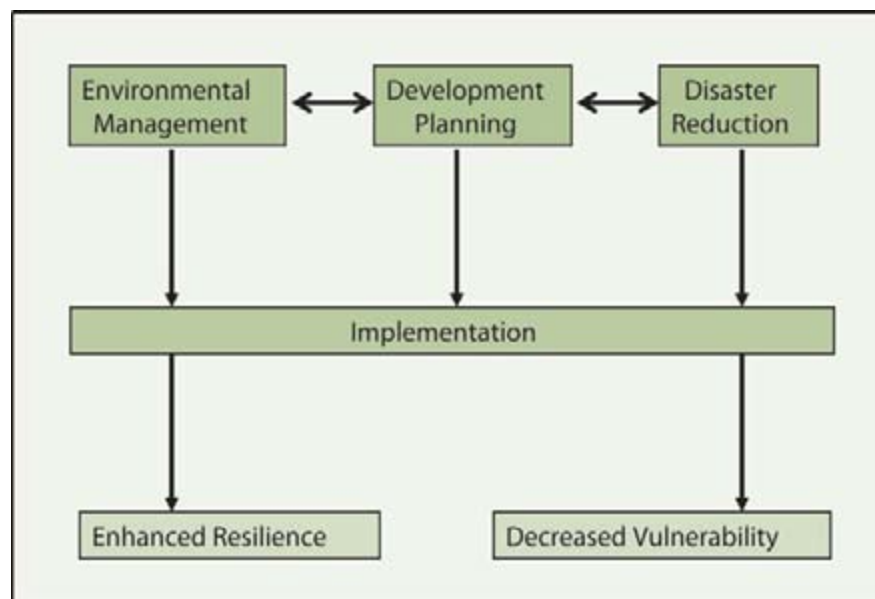 Environmental
Management
Development
Planning
Disaster
Reduction
Implementation
Enhanced Resilience
Decreased Vulnerability